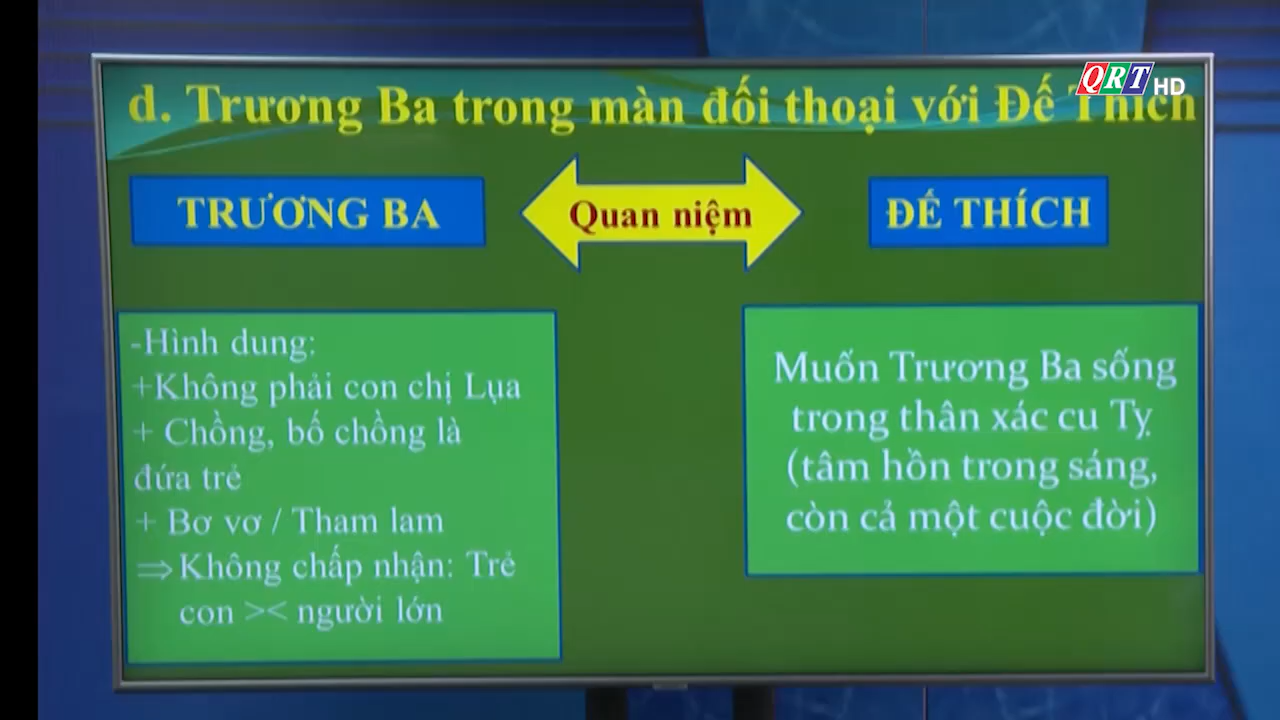 QRT HD
d. Trương Ba trong màn đối thoại với Đế Thích
TRƯƠNG BA
Quan niệm
ĐẾ THÍCH
-Hình dung:
+Không phải con chị Lụa
+ Chồng, bố chồng là
đứa trẻ
+ Bơ vơ / Tham lam
⇒Không chấp nhận: Trẻ
con >< người lớn
Muốn Trương Ba sống
trong thân xác cu Tỵ
(tâm hồn trong sáng,
còn cả một cuộc đời)